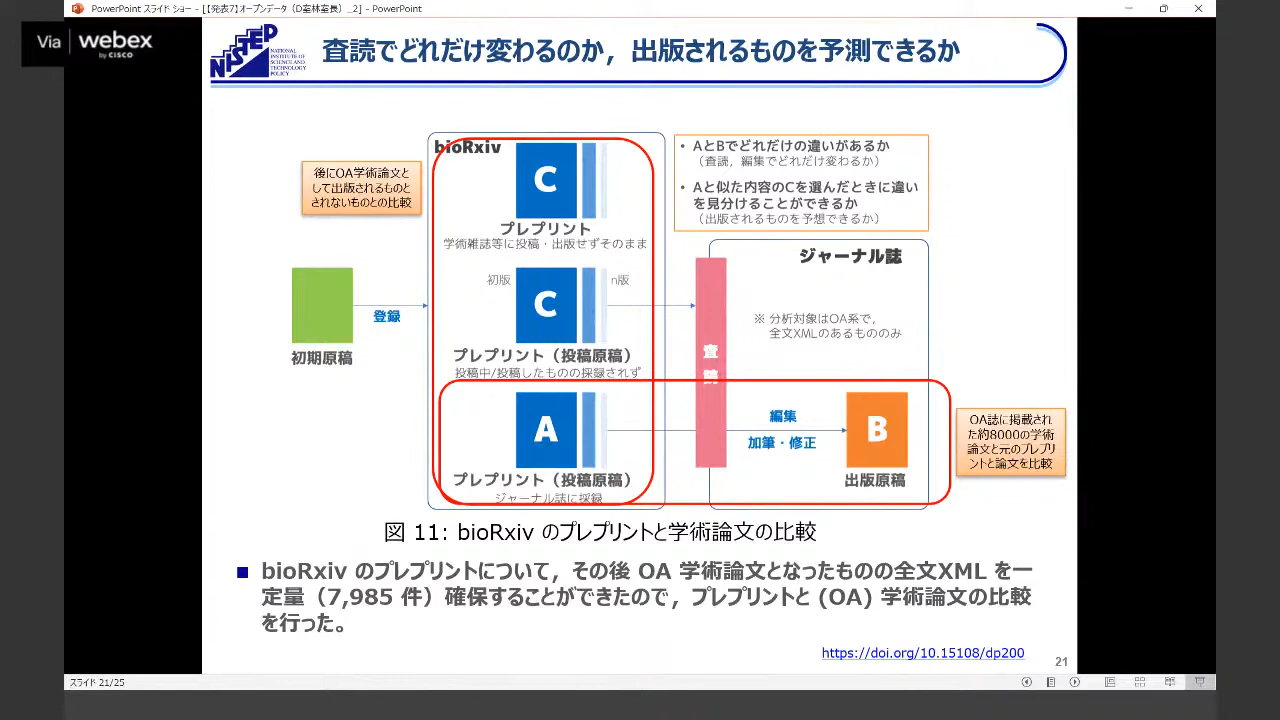 PowerPoint スライド ショー - [【発表7】オープンデータ（D室林室長）_2] - PowerPoint
Via webex
by CISCO
NISTEP
NATIONAL
INSTITUTE OF
SCIENCE AND
TECHNOLOGY
POLICY
査読でどれだけ変わるのか，出版されるものを予測できるか
bioRxiv
C
プレプリント
学術雑誌等に投稿・出版せずそのまま
後にOA学術論文と
して出版されるものと
されないものとの比較
• AとBでどれだけの違いがあるか
（査読，編集でどれだけ変わるか）
• Aと似た内容のCを選んだときに違い
を見分けることができるか
（出版されるものを予想できるか）
ジャーナル誌
初版
C
n版
登録
初期原稿
プレプリント（投稿原稿）
投稿中/投稿したものの採録されず
※ 分析対象はOA系で，
全文XMLのあるもののみ
査
読
A
プレプリント（投稿原稿）
ジャーナル誌に採録
編集
加筆・修正
B
出版原稿
OA誌に掲載され
た約8000の学術
論文と元のプレプリ
ントと論文を比較
図 11: bioRxiv のプレプリントと学術論文の比較
■ bioRxiv のプレプリントについて，その後 OA 学術論文となったものの全文XML を一
定量（7,985 件）確保することができたので，プレプリントと (OA) 学術論文の比較
を行った。
https://doi.org/10.15108/dp200
21
スライド 21/25